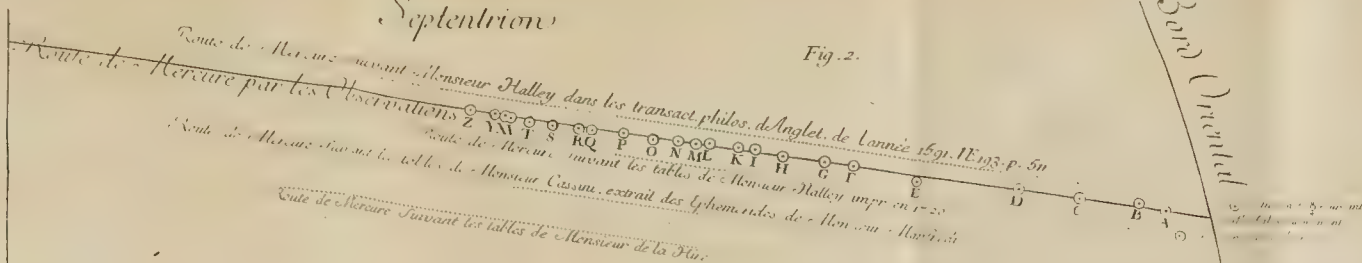 Septentrion
Fig. 2.
Bord Oriental
Route de Mercure suivant Monsieur Halley dans les transact. philos. d'Anglet. de l'année 1691. N. 193. p. 511
Route de Mercure par les Observations
Z Y X T S R Q P O N M L K I H G F E D C B A
Route de Mercure suivant les tables de Monsieur Halley impr. en 1720
Route de Mercure suivant les tables de Monsieur Cassini, extrait des Ephemerides de Monsieur
Route de Mercure Suivant les tables de Monsieur de la Hire